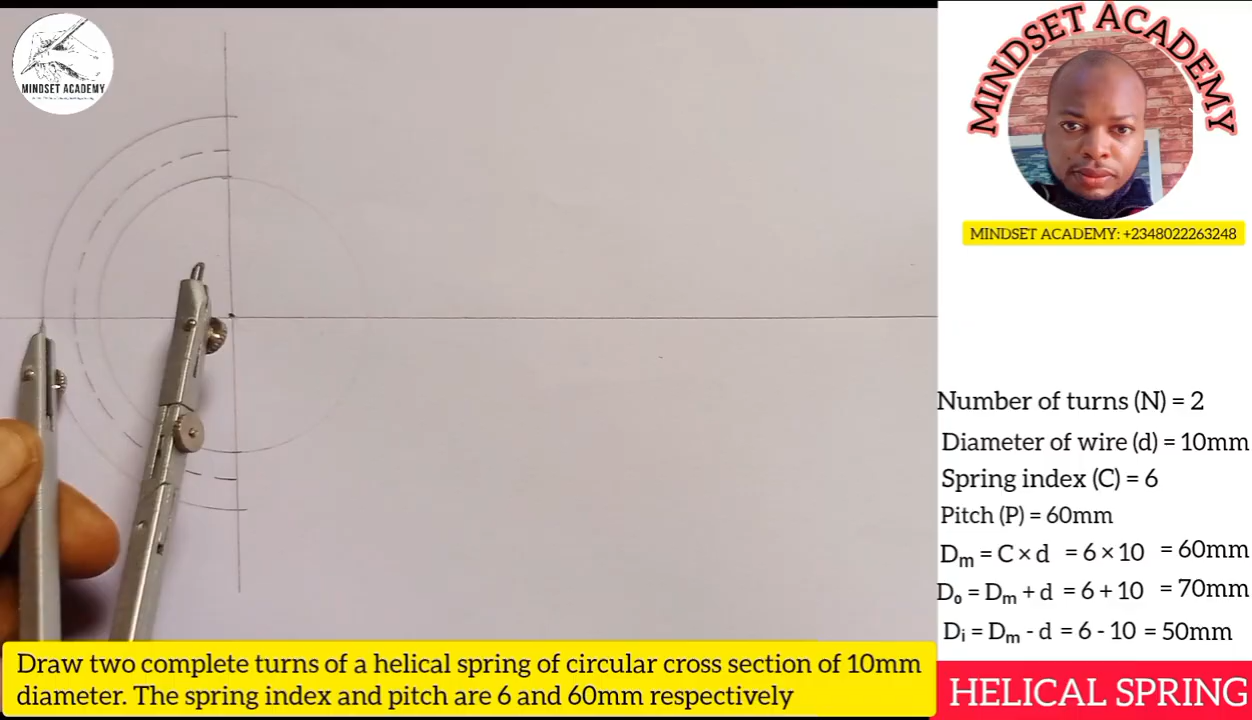 MINDSET ACADEMY
MINDSET ACADEMY
MINDSET ACADEMY: +2348022263248
Number of turns (N) = 2
Diameter of wire (d) = 10mm
Spring index (C) = 6
Pitch (P) = 60mm
Dₘ = C × d = 6 × 10 = 60mm
Dₒ = Dₘ + d = 6 + 10 = 70mm
Dᵢ = Dₘ - d = 6 - 10 = 50mm
Draw two complete turns of a helical spring of circular cross section of 10mm
diameter. The spring index and pitch are 6 and 60mm respectively
HELICAL SPRING